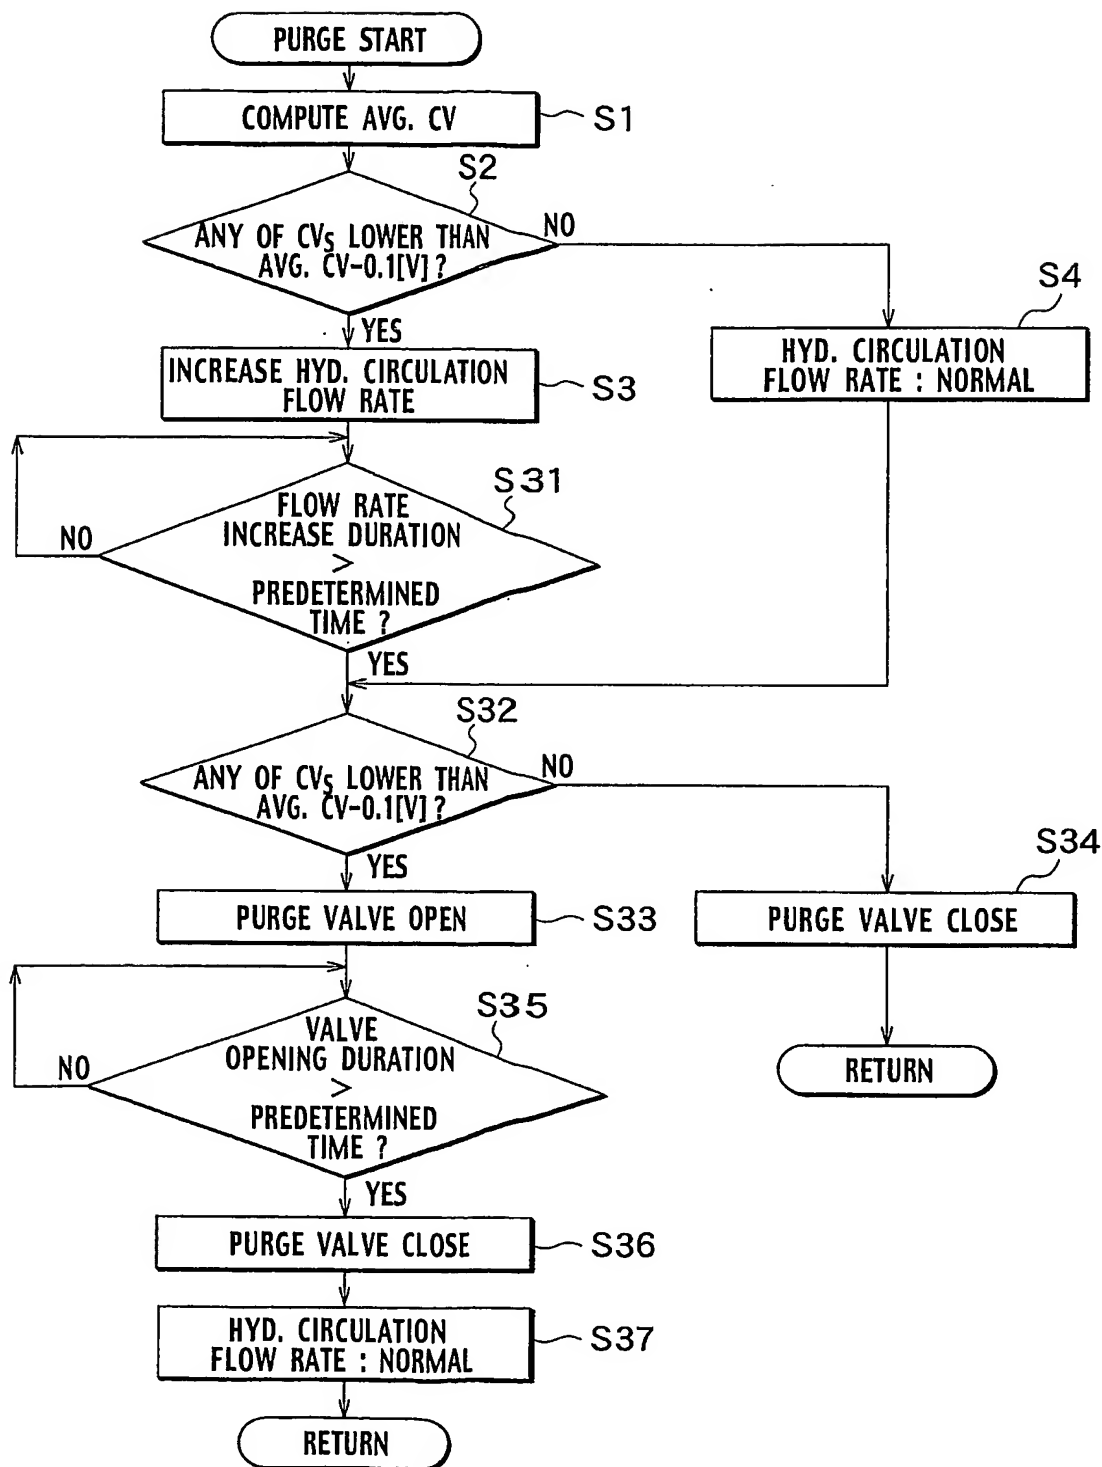 PURGE START
COMPUTE AVG. CV
S1
S2
ANY OF CVS LOWER THAN
AVG. CV-0.1[V]?
NO
YES
S4
HYD. CIRCULATION
FLOW RATE : NORMAL
INCREASE HYD. CIRCULATION
FLOW RATE
S3
S31
FLOW RATE
INCREASE DURATION
>
PREDETERMINED
TIME ?
NO
YES
S32
ANY OF CVS LOWER THAN
AVG. CV-0.1[V]?
NO
YES
S34
PURGE VALVE OPEN
S33
PURGE VALVE CLOSE
S35
VALVE
OPENING DURATION
>
PREDETERMINED
TIME ?
NO
RETURN
YES
PURGE VALVE CLOSE
S36
HYD. CIRCULATION
FLOW RATE : NORMAL
S37
RETURN